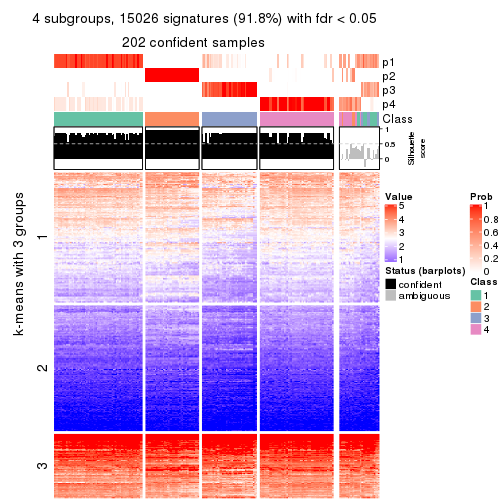 4 subgroups, 15026 signatures (91.8%) with fdr < 0.05
202 confident samples
p1
p2
p3
p4
Class
1
0.5
0
Silhouette
score
k-means with 3 groups
1
2
3
Value
5
4
3
2
1
Status (barplots)
confident
ambiguous
Prob
1
0.8
0.6
0.4
0.2
0
Class
1
2
3
4